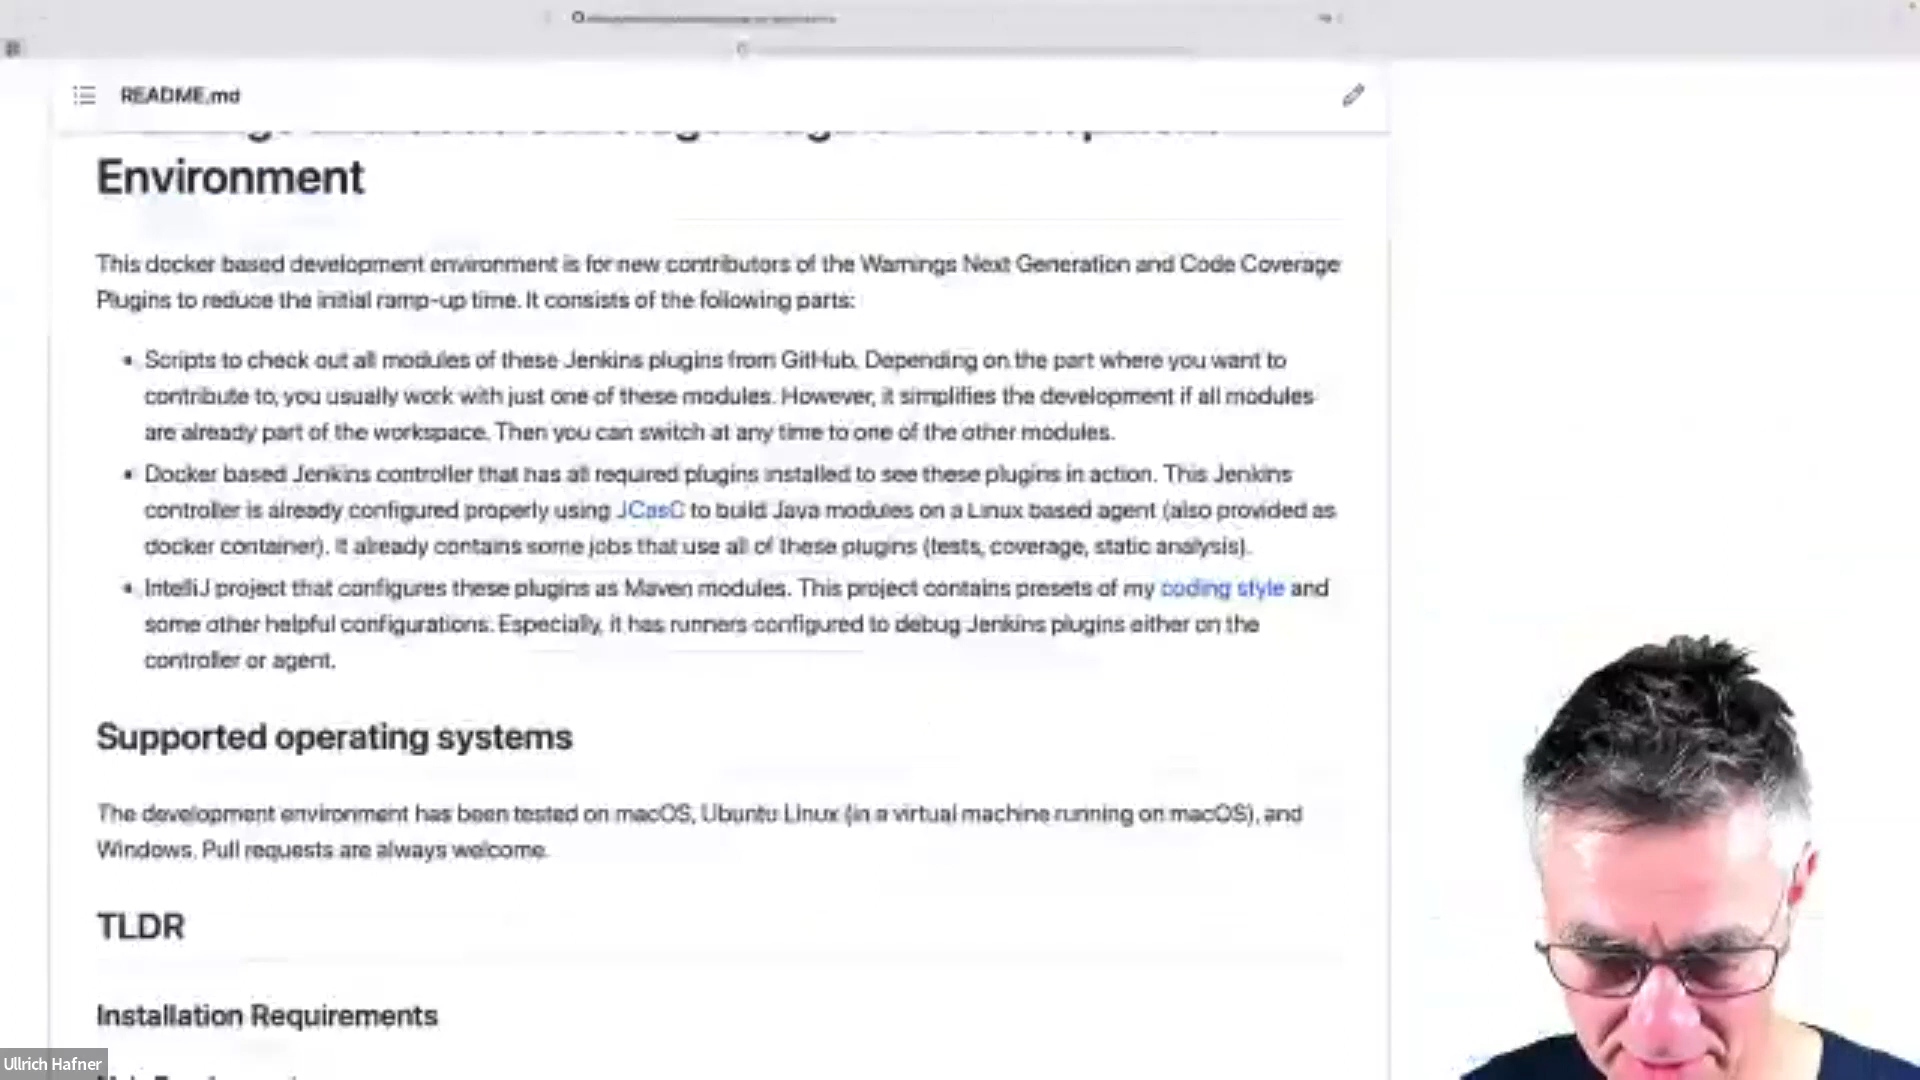 README.md
Environment
This docker based development environment is for new contributors of the Warnings Next Generation and Code Coverage
Plugins to reduce the initial ramp-up time. It consists of the following parts:
• Scripts to check out all modules of these Jenkins plugins from GitHub. Depending on the part where you want to
contribute to, you usually work with just one of these modules. However, it simplifies the development if all modules
are already part of the workspace. Then you can switch at any time to one of the other modules.
• Docker based Jenkins controller that has all required plugins installed to see these plugins in action. This Jenkins
controller is already configured properly using JCasC to build Java modules on a Linux based agent (also provided as
docker container). It already contains some jobs that use all of these plugins (tests, coverage, static analysis).
• IntelliJ project that configures these plugins as Maven modules. This project contains presets of my coding style and
some other helpful configurations. Especially, it has runners configured to debug Jenkins plugins either on the
controller or agent.
Supported operating systems
The development environment has been tested on macOS, Ubuntu Linux (in a virtual machine running on macOS), and
Windows. Pull requests are always welcome.
TLDR
Installation Requirements
Ullrich Hafner